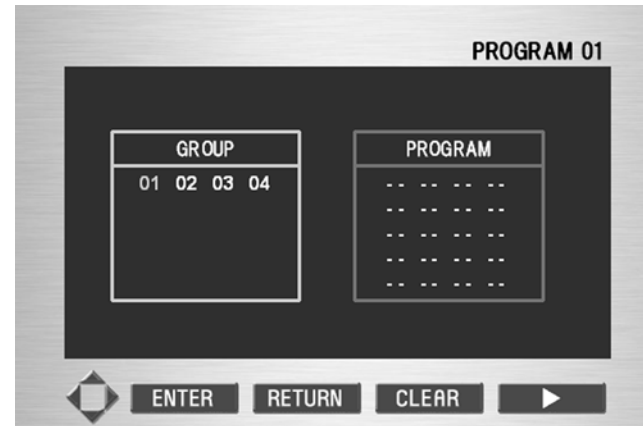 PROGRAM 01
GROUP
01 02 03 04
PROGRAM
-- -- -- --
-- -- -- --
-- -- -- --
-- -- -- --
-- -- -- --
ENTER RETURN CLEAR